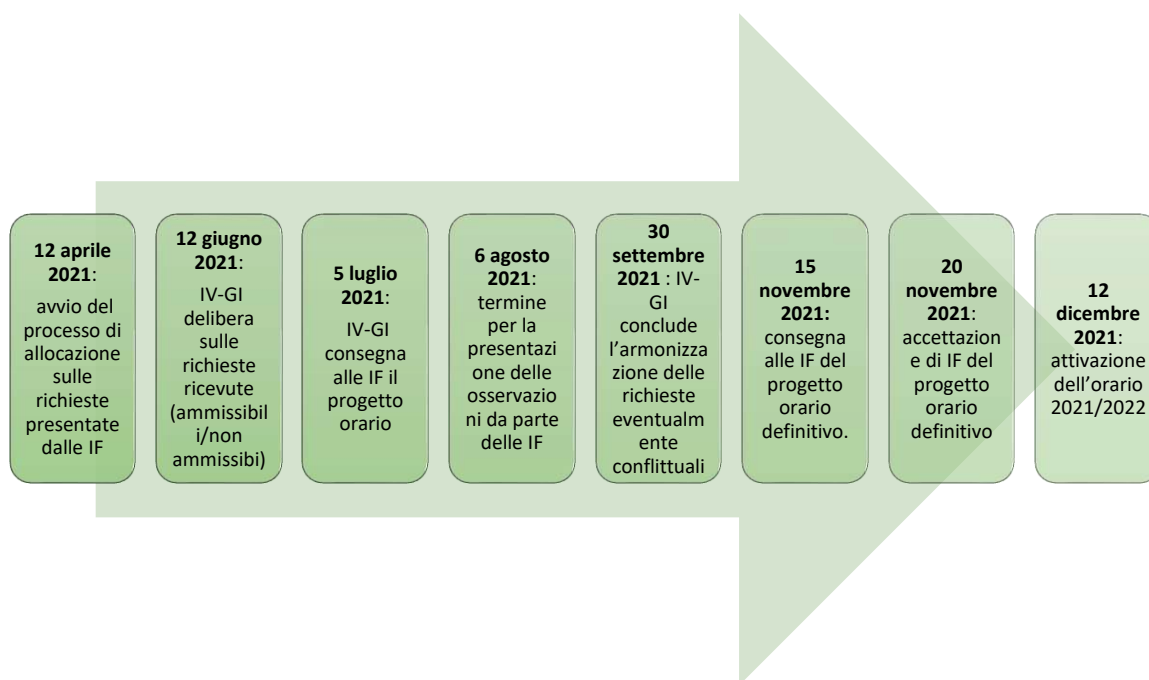 12 aprile
2021:
avvio del
processo di
allocazione
sulle
richieste
presentate
dalle IF
12 giugno
2021:
IV-GI
delibera
sulle
richieste
ricevute
(ammissibil
i/non
ammissibi)
5 luglio
2021:
IV-GI
consegna
alle IF il
progetto
orario
6 agosto
2021:
termine
per la
presentazi
one delle
osservazio
ni da parte
delle IF
30
settembre
2021 : IV-
GI
conclude
l’armonizza
zione delle
richieste
eventualm
ente
conflittuali
15
novembre
2021:
consegna
alle IF del
progetto
orario
definitivo.
20
novembre
2021:
accettazion
e di IF del
progetto
orario
definitivo
12
dicembre
2021:
attivazione
dell’orario
2021/2022